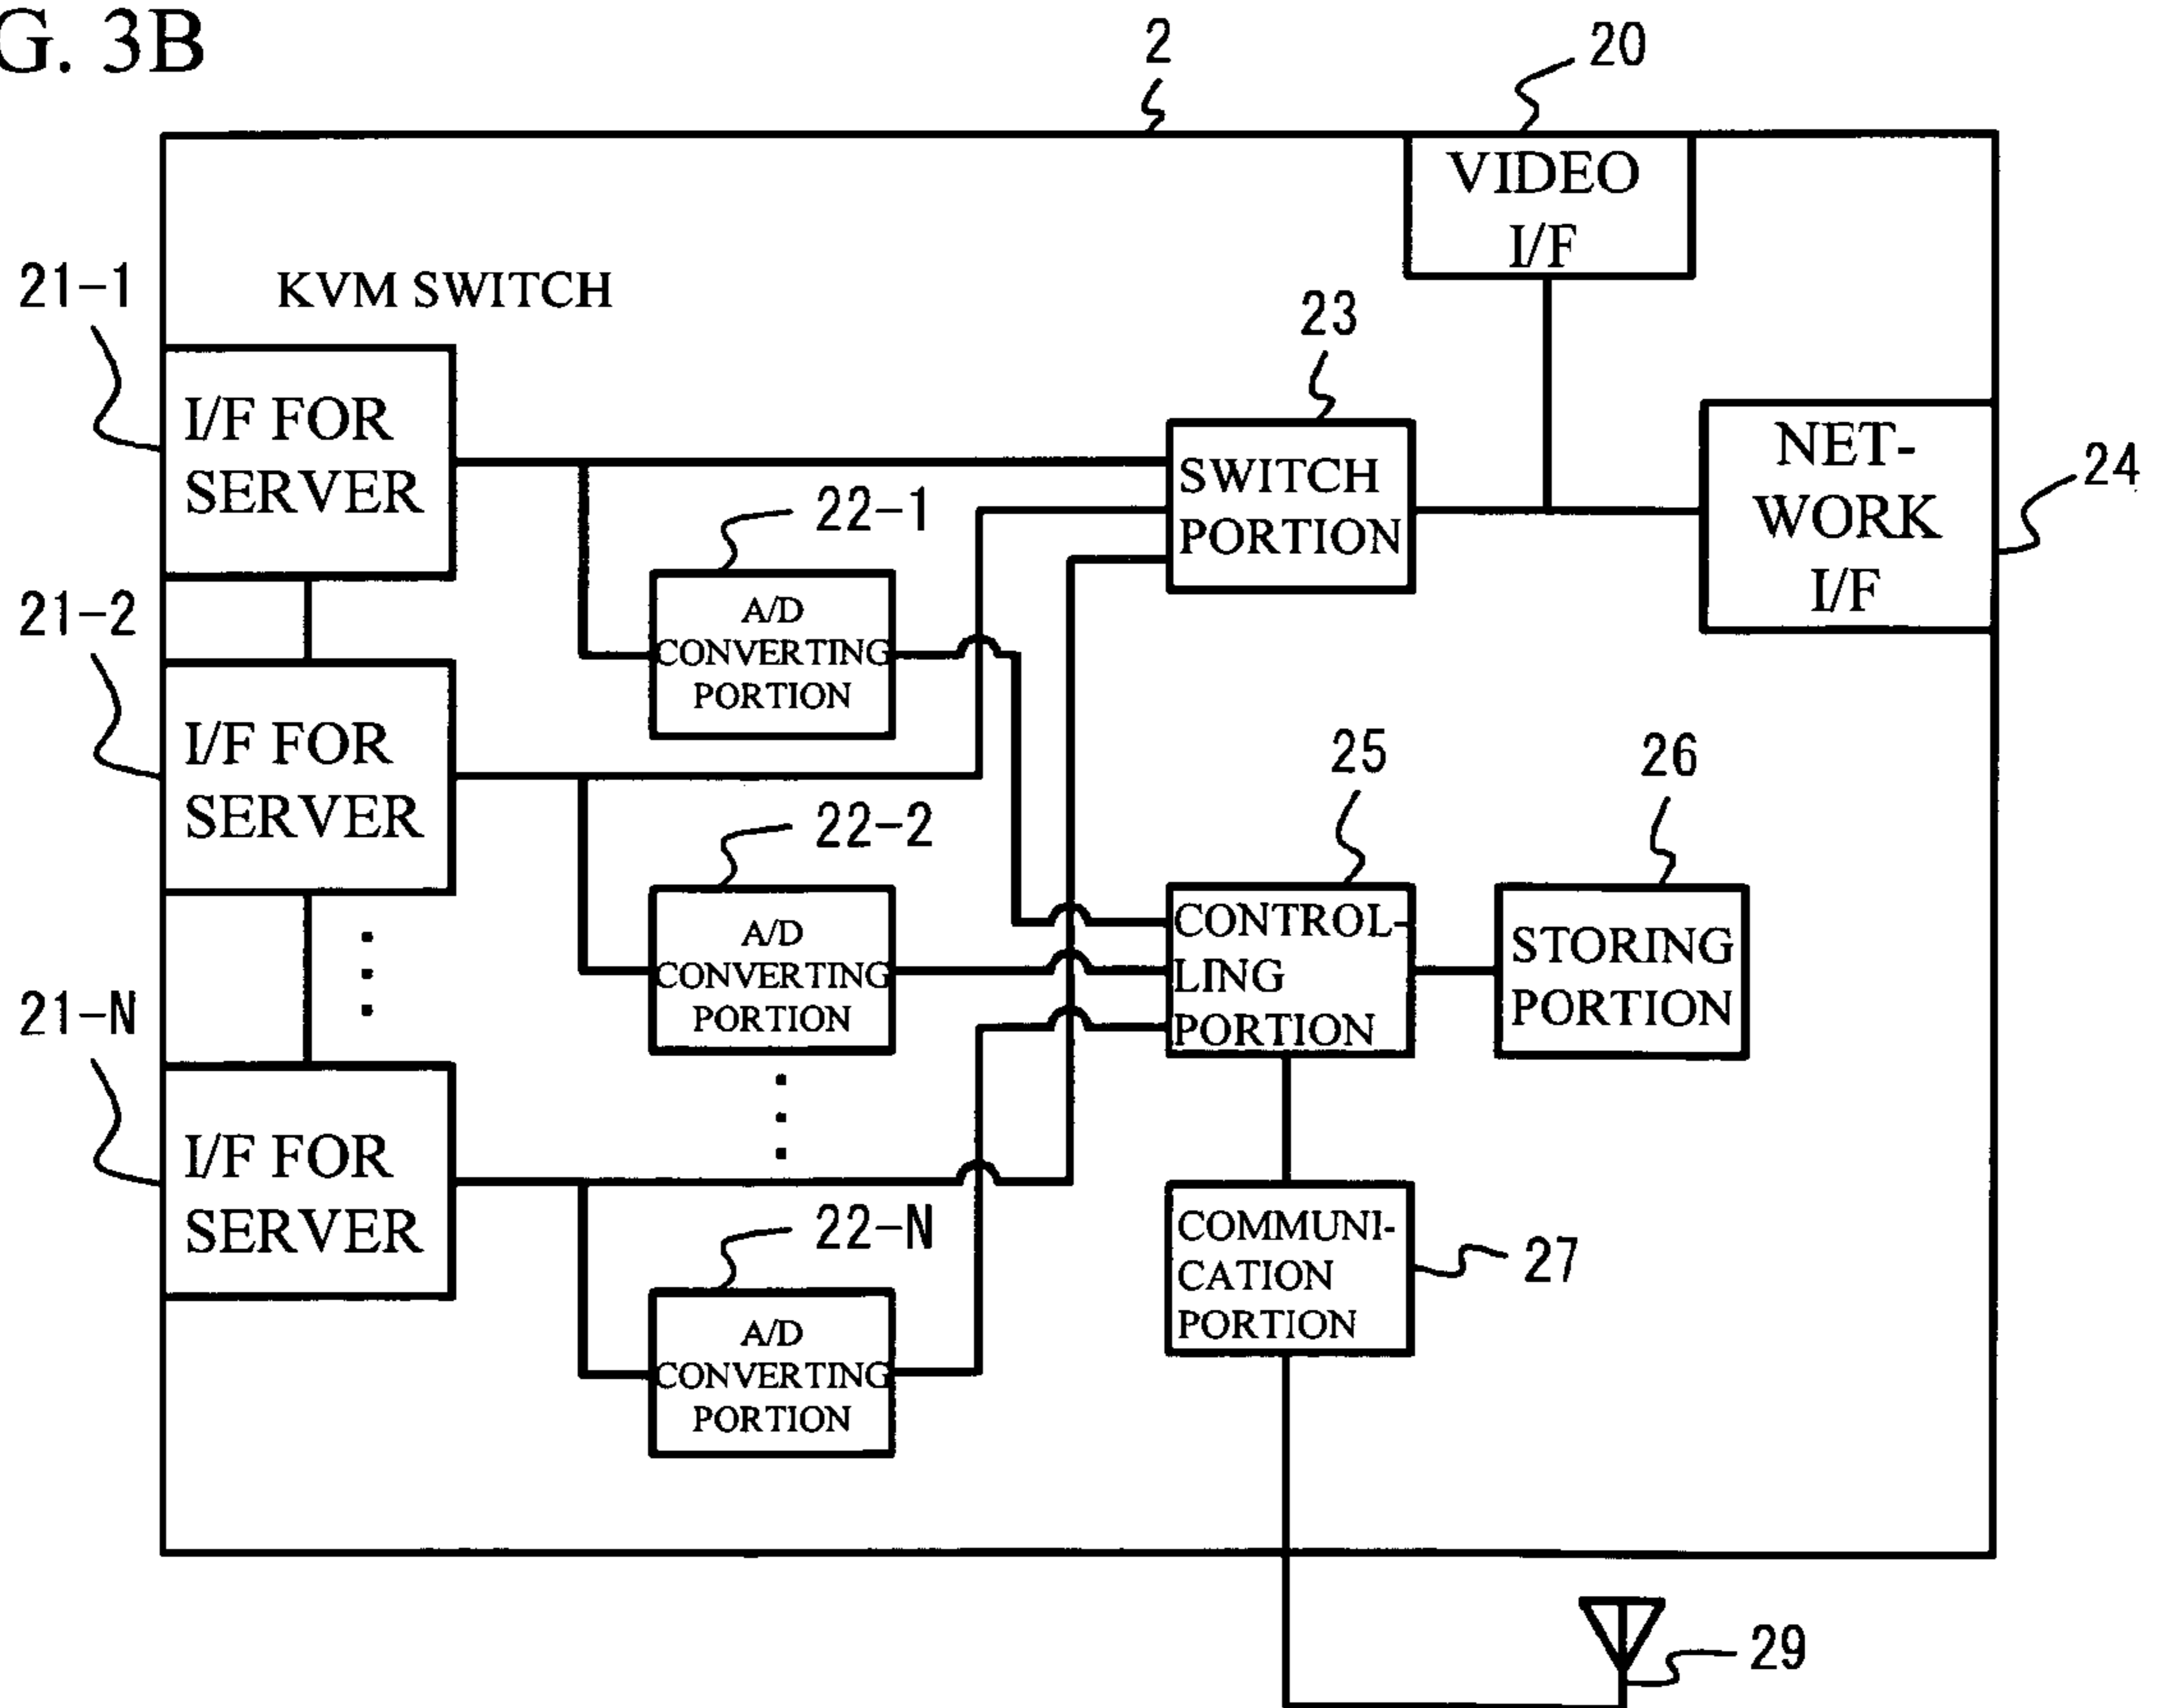 G. 3B
2
20
VIDEO
I/F
21-1
KVM SWITCH
23
I/F FOR
SERVER
SWITCH
PORTION
NET-
WORK
I/F
24
22-1
A/D
CONVERTING
PORTION
21-2
I/F FOR
SERVER
25
26
22-2
A/D
CONVERTING
PORTION
CONTROL-
LING
PORTION
STORING
PORTION
21-N
I/F FOR
SERVER
22-N
A/D
CONVERTING
PORTION
COMMUNI-
CATION
PORTION
27
29